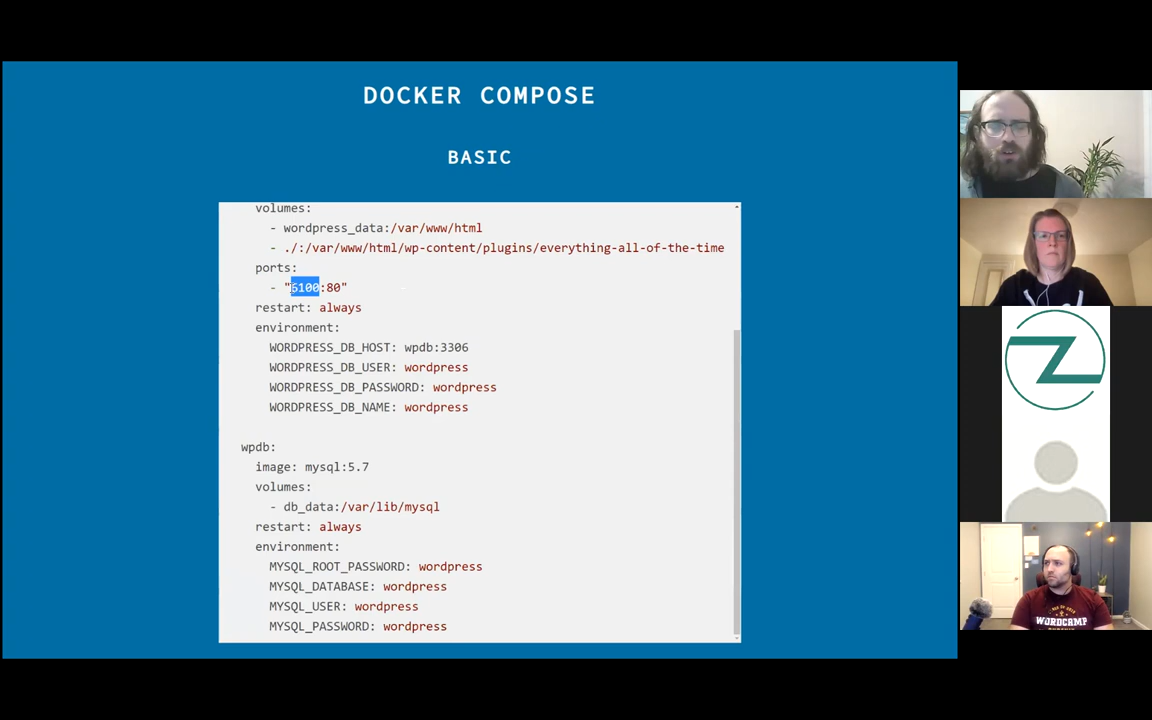 DOCKER COMPOSE
BASIC
volumes:
- wordpress_data:/var/www/html
- ./:/var/www/html/wp-content/plugins/everything-all-of-the-time
ports:
- "6100:80"
restart: always
environment:
WORDPRESS_DB_HOST: wpdb:3306
WORDPRESS_DB_USER: wordpress
WORDPRESS_DB_PASSWORD: wordpress
WORDPRESS_DB_NAME: wordpress
wpdb:
image: mysql:5.7
volumes:
- db_data:/var/lib/mysql
restart: always
environment:
MYSQL_ROOT_PASSWORD: wordpress
MYSQL_DATABASE: wordpress
MYSQL_USER: wordpress
MYSQL_PASSWORD: wordpress
Z
WORDCAMP